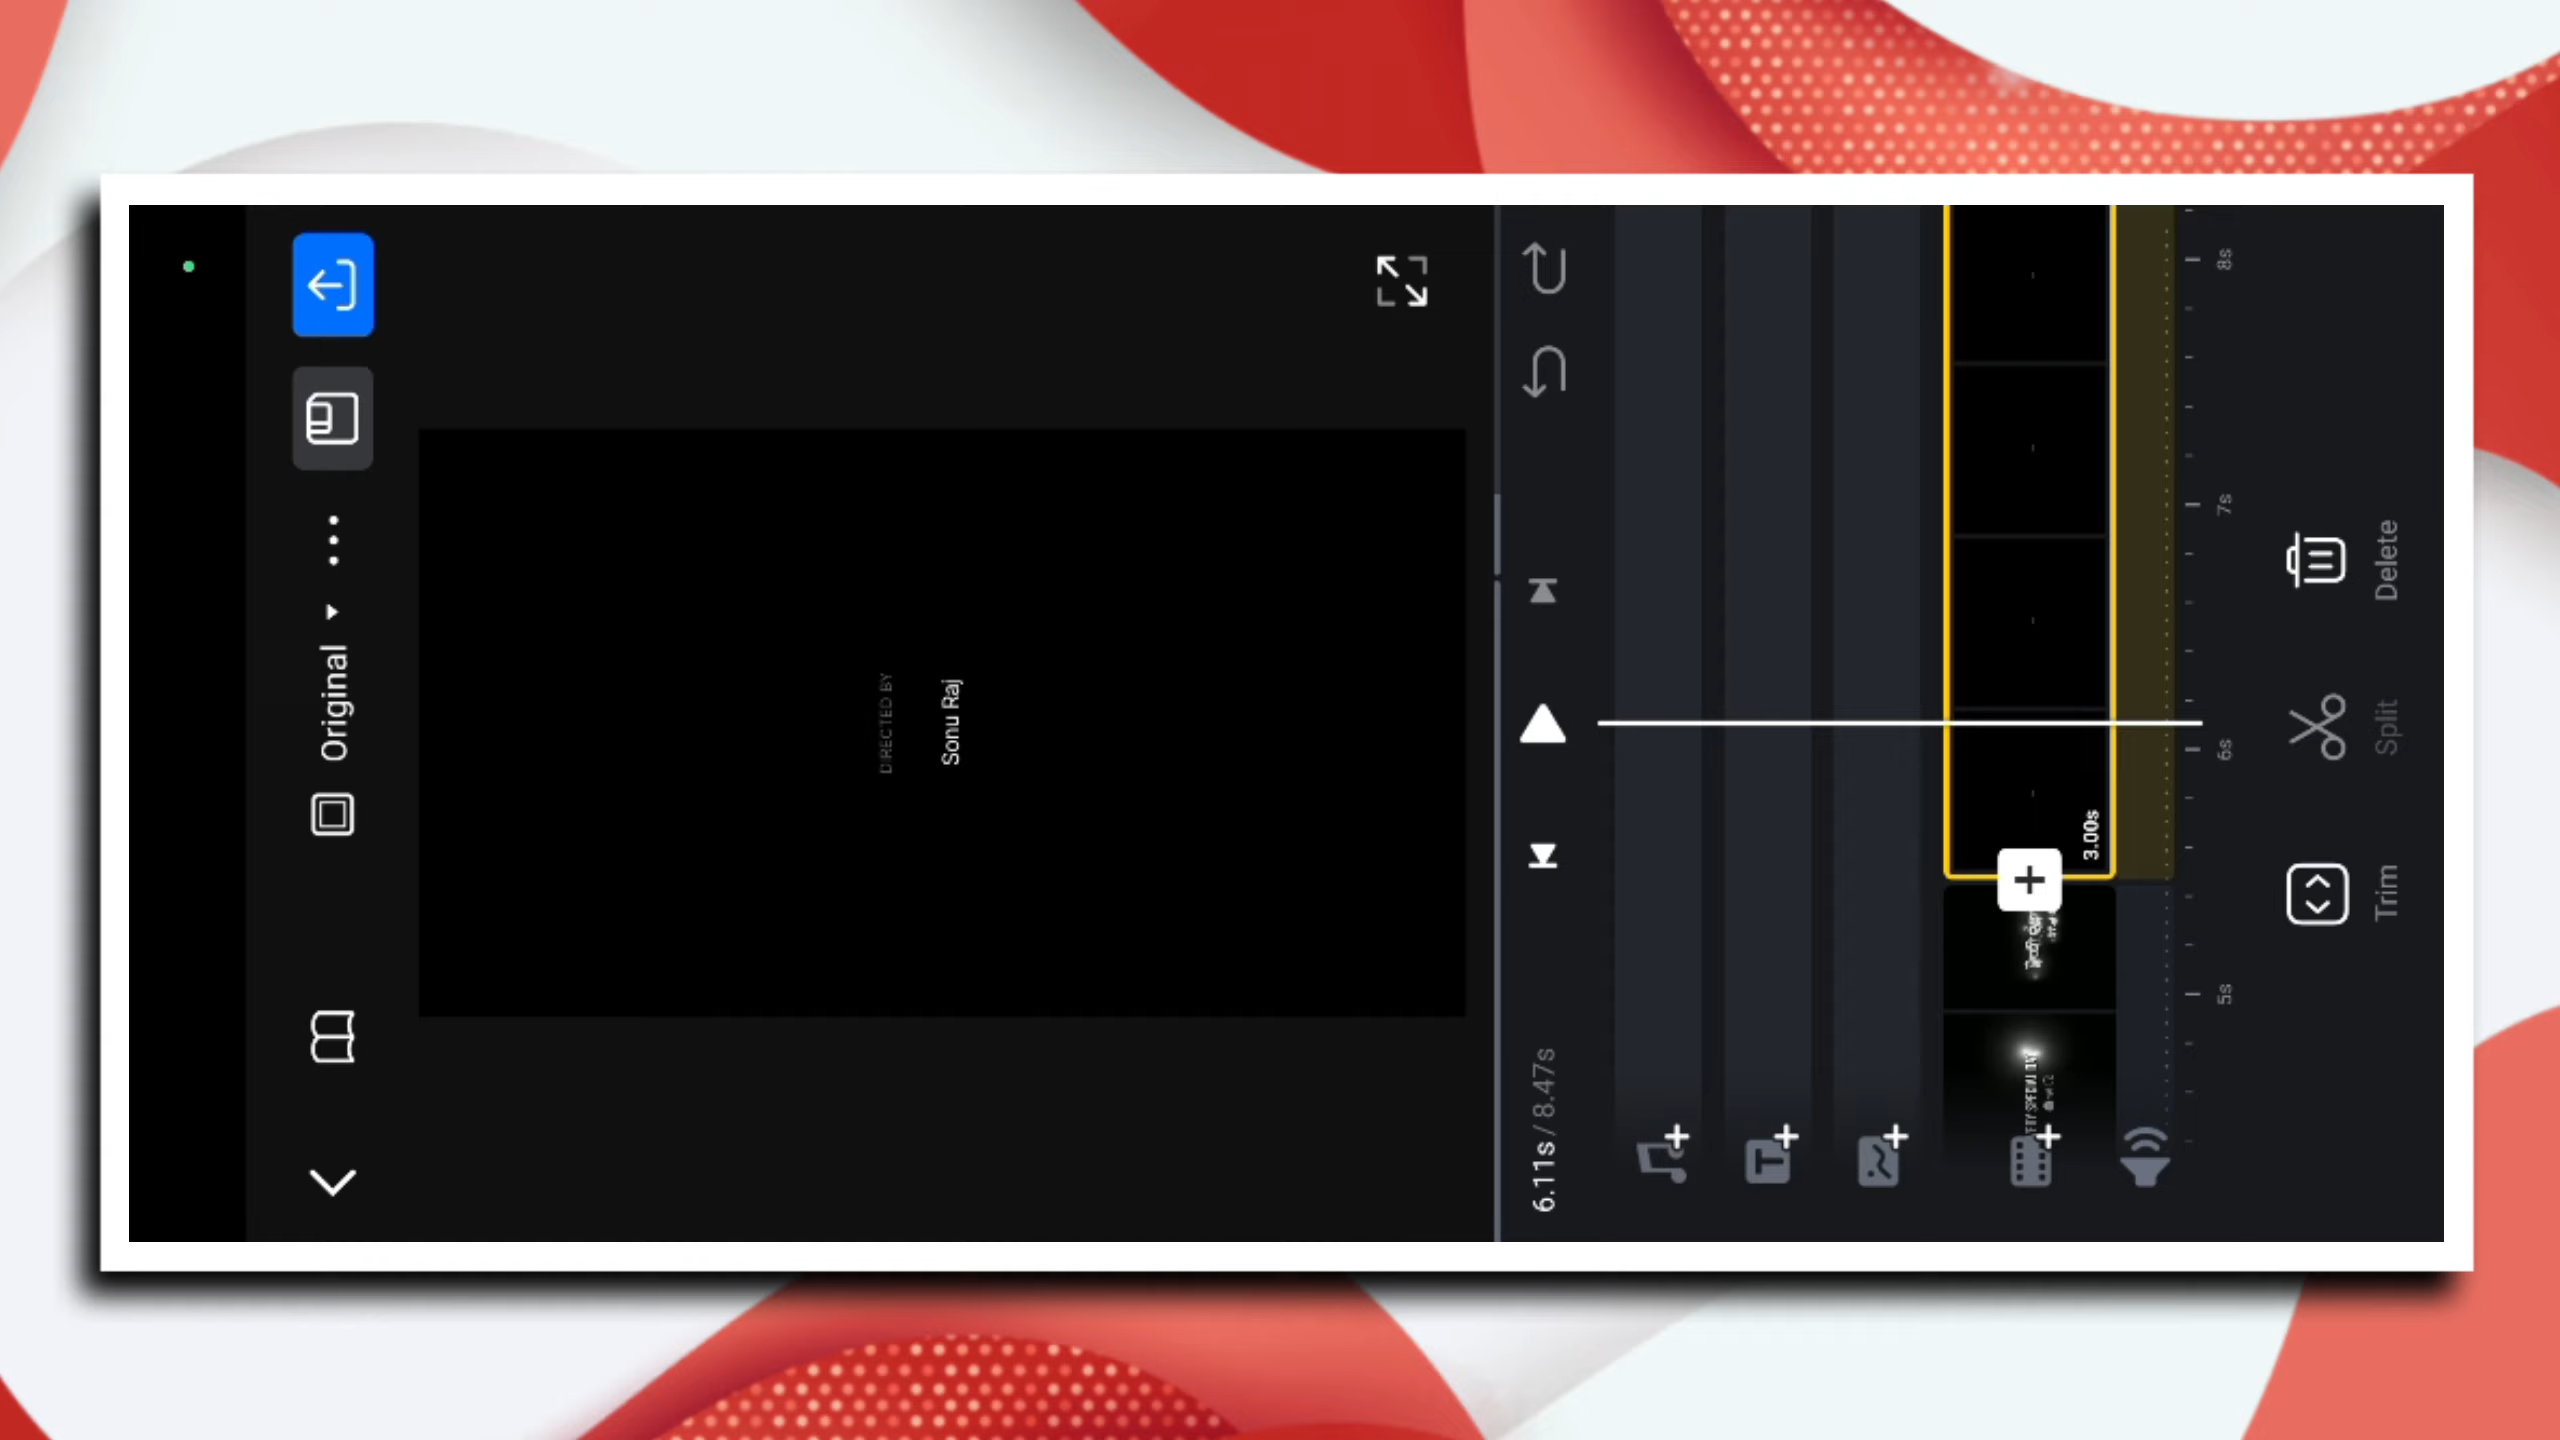 Original
DIRECTED BY
Sonu Raj
6.11s / 8.47s
3.00s
5s
6s
7s
8s
Trim
Split
Delete